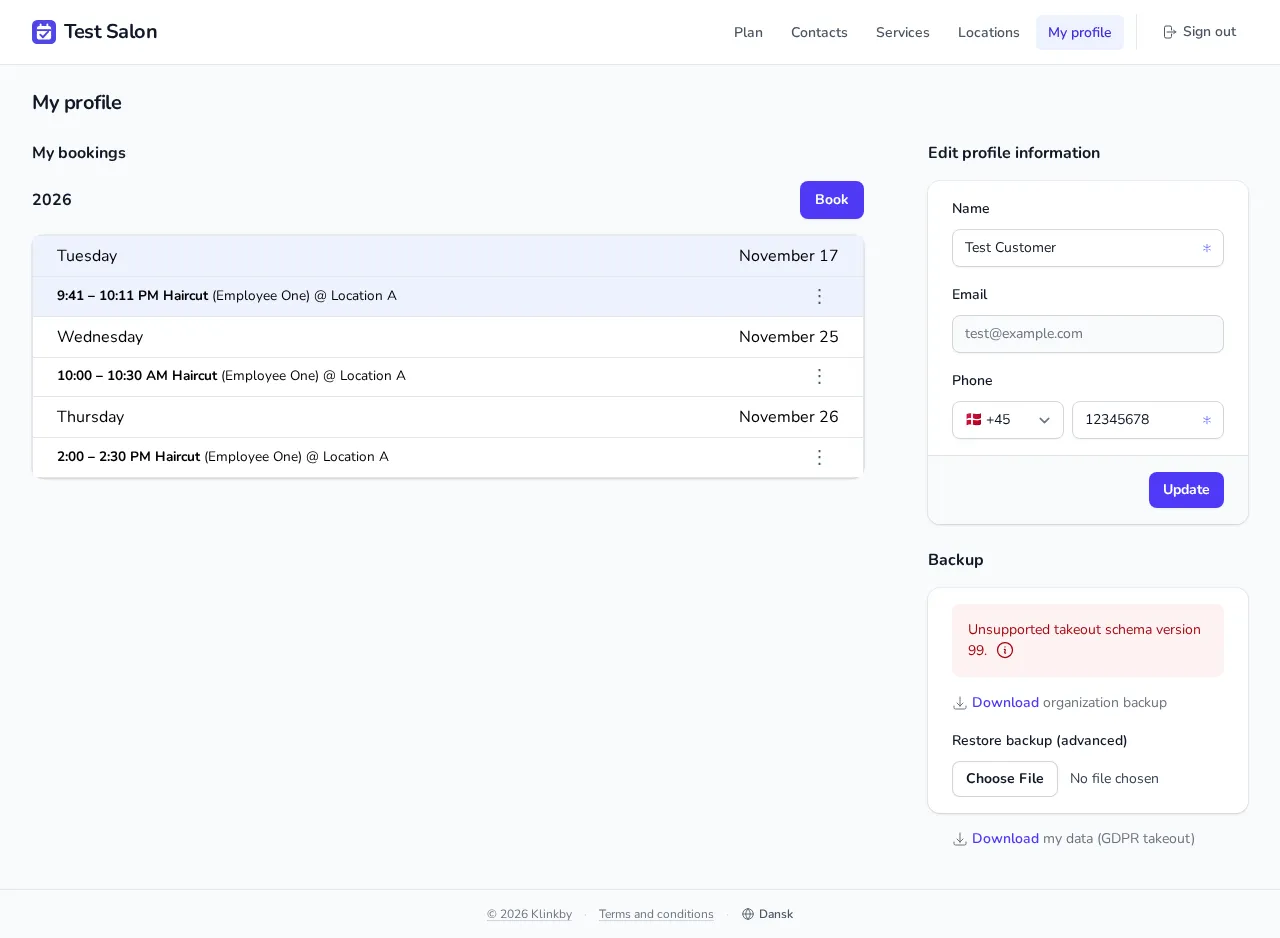 Test Salon
Plan
Contacts
Services
Locations
My profile
Sign out
My profile
My bookings
2026
Book
Tuesday November 17
9:41 – 10:11 PM Haircut (Employee One) @ Location A
Wednesday November 25
10:00 – 10:30 AM Haircut (Employee One) @ Location A
Thursday November 26
2:00 – 2:30 PM Haircut (Employee One) @ Location A
Edit profile information
Name
Test Customer *
Email
test@example.com
Phone
🇩🇰 +45
12345678 *
Update
Backup
Unsupported takeout schema version
99.
Download organization backup
Restore backup (advanced)
Choose File No file chosen
Download my data (GDPR takeout)
© 2026 Klinkby · Terms and conditions · Dansk